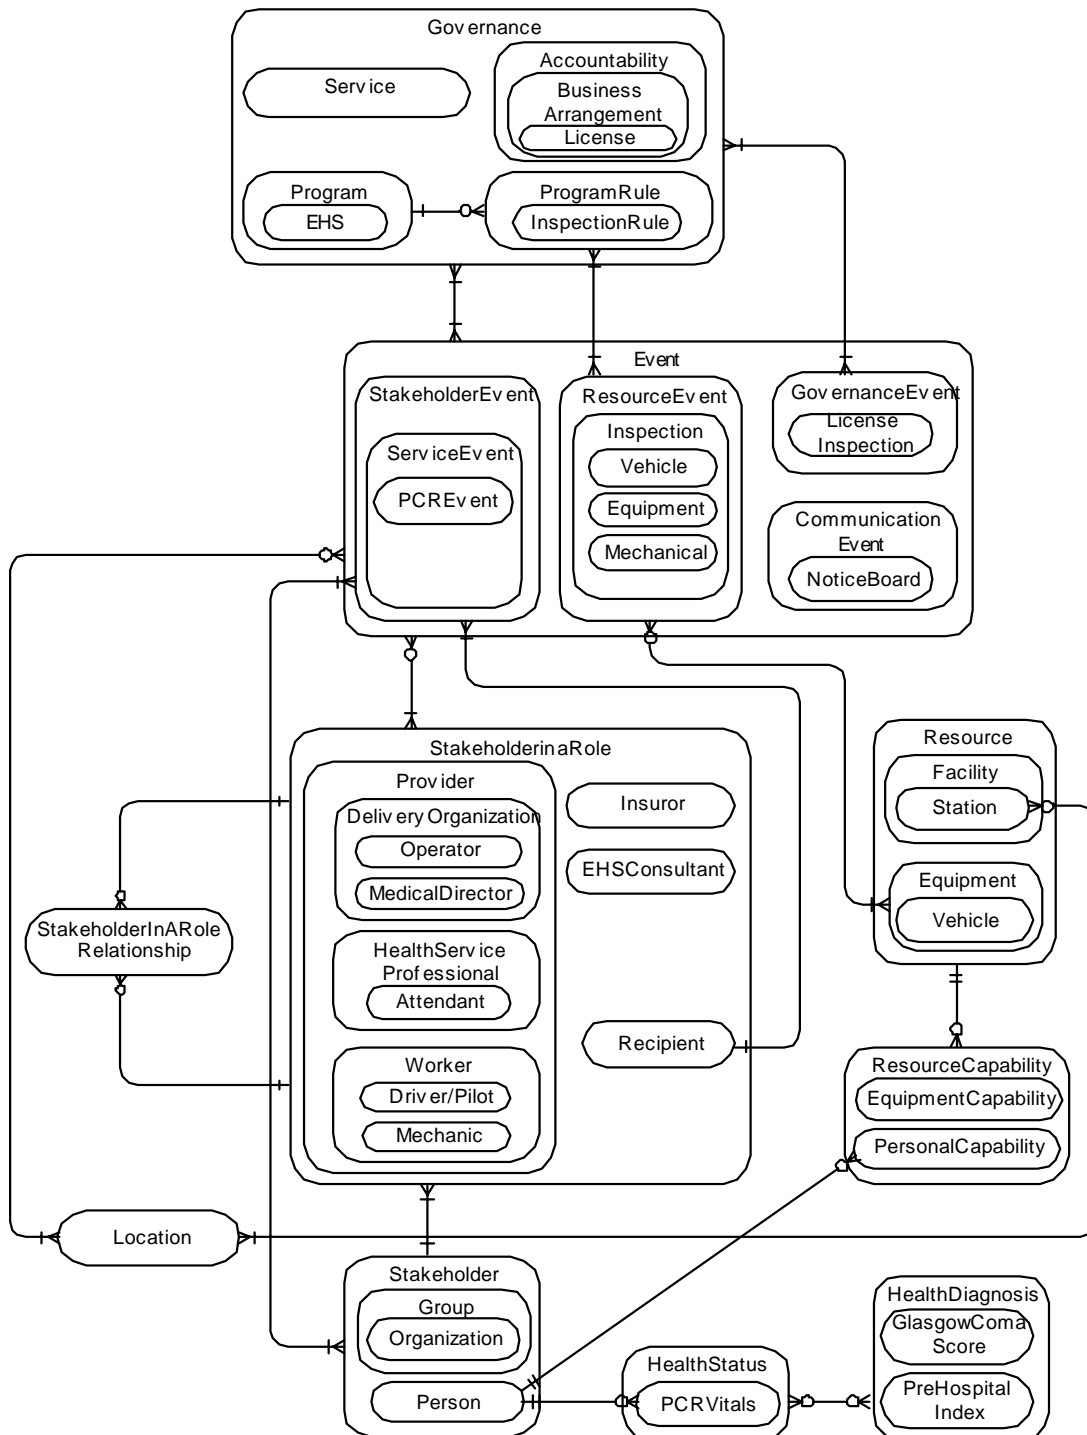 Governance
Service
Accountability
Business
Arrangement
License
Program
EHS
ProgramRule
InspectionRule
Event
StakeholderEvent
ServiceEvent
PCREvent
ResourceEvent
Inspection
Vehicle
Equipment
Mechanical
GovernanceEvent
License
Inspection
Communication
Event
NoticeBoard
StakeholderinaRole
Provider
Delivery Organization
Operator
MedicalDirector
HealthService
Professional
Attendant
Worker
Driver/Pilot
Mechanic
Insuror
EHSConsultant
Recipient
StakeholderInARole
Relationship
Resource
Facility
Station
Equipment
Vehicle
ResourceCapability
EquipmentCapability
PersonalCapability
Location
Stakeholder
Group
Organization
Person
HealthStatus
PCRVitals
HealthDiagnosis
GlasgowComa
Score
PreHospital
Index